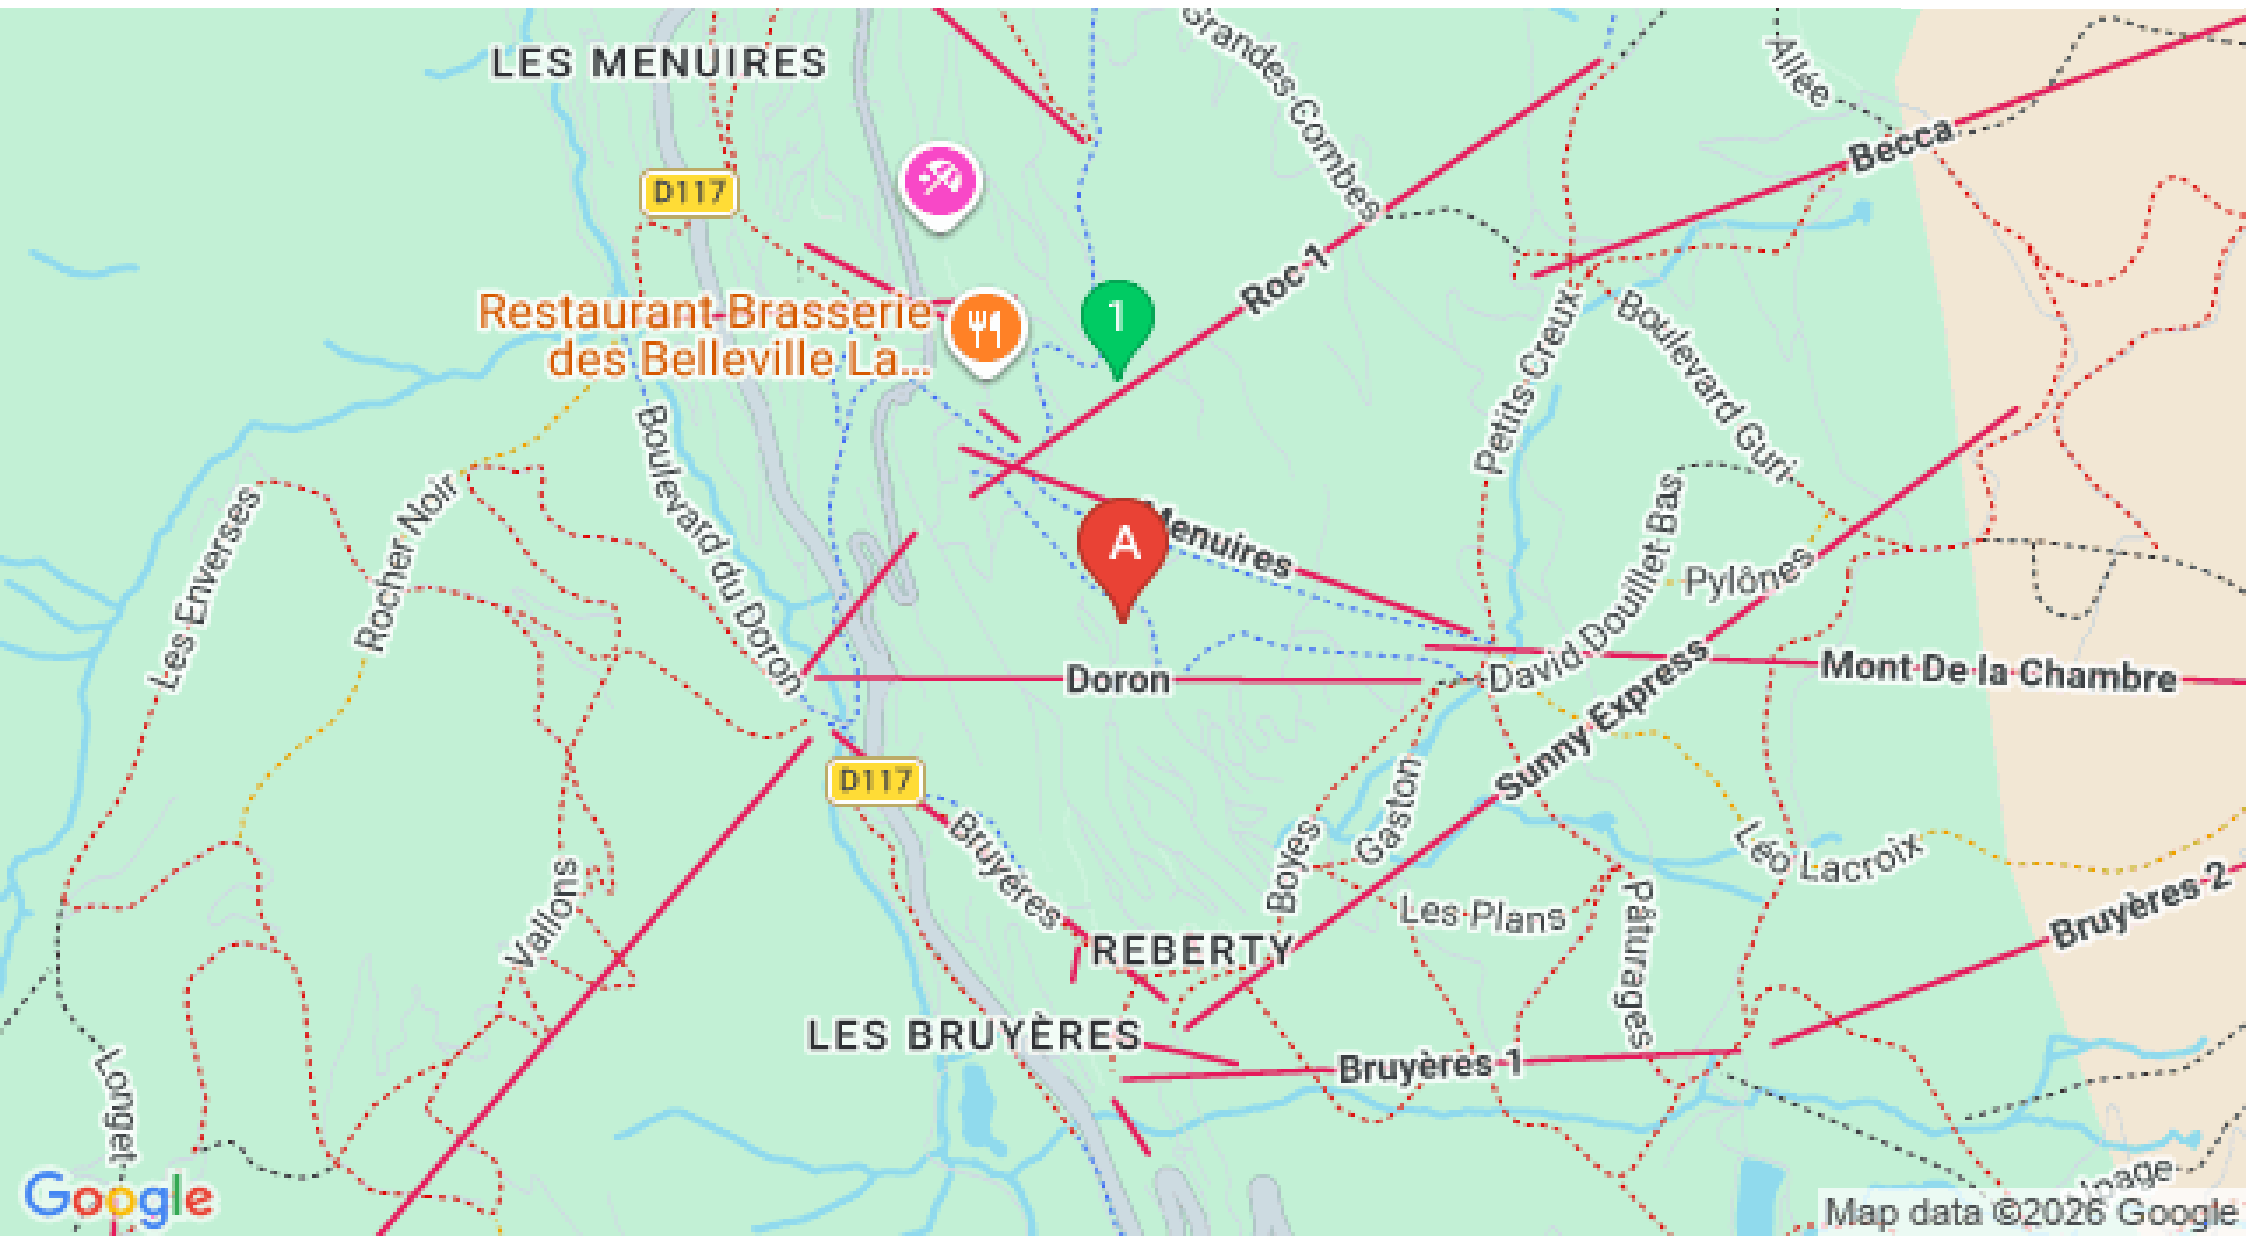 Grandes Combes
Allée
LES MENUIRES
Becca
D117
Roc 1
1
Restaurant Brasserie
des Belleville La...
Petits Creux
Boulevard Guri
Boulevard du Doron
Les Enverses
Rocher Noir
A
Menuires
David Douillet Bas
Pylônes
Doron
Mont De la Chambre
Sunny Express
D117
Gaston
Bruyères
Boyes
Léo Lacroix
Vallons
Les Plans
Pâturages
Bruyères 2
REBERTY
LES BRUYÈRES
Bruyères 1
Longet
Google
Map data ©2026 Google